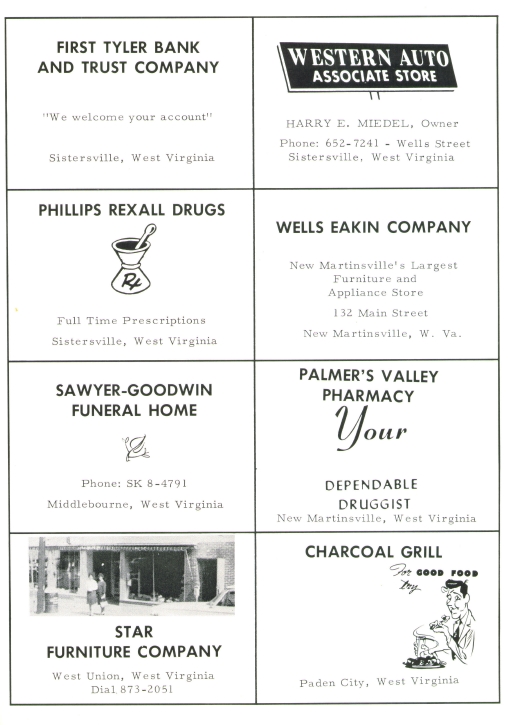 FIRST TYLER BANK
AND TRUST COMPANY
"We welcome your account"
Sistersville, West Virginia
WESTERN AUTO
ASSOCIATE STORE
HARRY E. MIEDEL, Owner
Phone: 652-7241 - Wells Street
Sistersville, West Virginia
PHILLIPS REXALL DRUGS
Rx
Full Time Prescriptions
Sistersville, West Virginia
WELLS EAKIN COMPANY
New Martinsville's Largest
Furniture and
Appliance Store
132 Main Street
New Martinsville, W. Va.
SAWYER-GOODWIN
FUNERAL HOME
Phone: SK 8-4791
Middlebourne, West Virginia
PALMER'S VALLEY
PHARMACY
Your
DEPENDABLE
DRUGGIST
New Martinsville, West Virginia
STAR
FURNITURE COMPANY
West Union, West Virginia
Dial 873-2051
CHARCOAL GRILL
For GOOD FOOD
try
Paden City, West Virginia